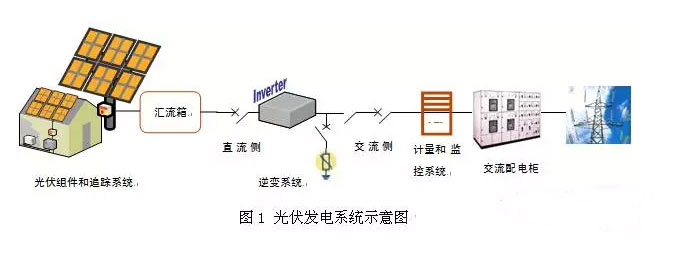 Inverter
汇流箱
直流侧
交流侧
计量和监
控系统
光伏组件和追踪系统
逆变系统
交流配电柜
图1 光伏发电系统示意图